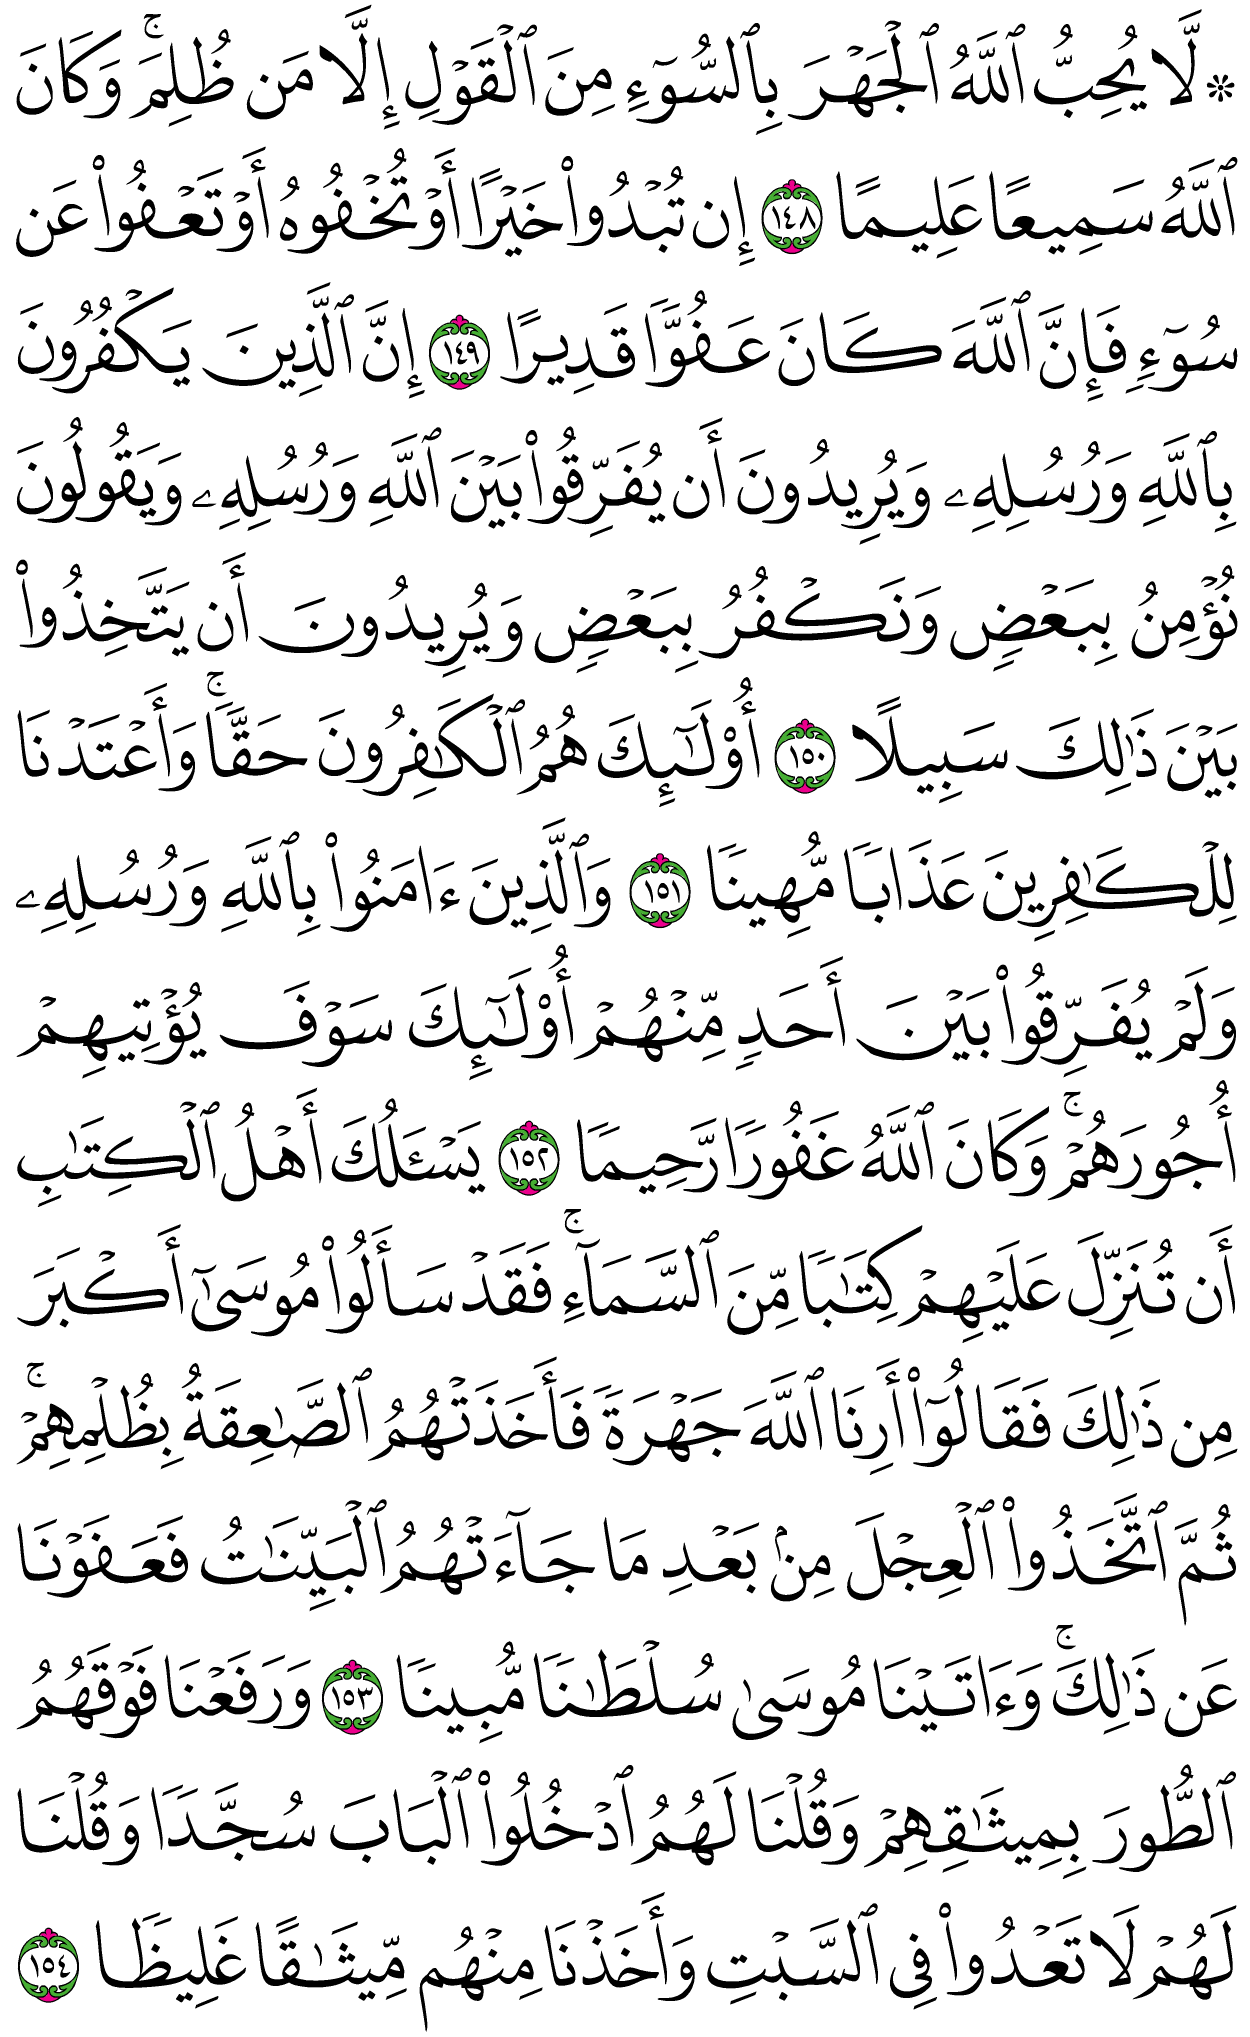 ۞ لَّا يُحِبُّ ٱللَّهُ ٱلۡجَهۡرَ بِٱلسُّوٓءِ مِنَ ٱلۡقَوۡلِ إِلَّا مَن ظُلِمَۚ وَكَانَ
ٱللَّهُ سَمِيعًا عَلِيمًا ١٤٨ إِن تُبۡدُواْ خَيۡرًا أَوۡ تُخۡفُوهُ أَوۡ تَعۡفُواْ عَن
سُوٓءٖ فَإِنَّ ٱللَّهَ كَانَ عَفُوّٗا قَدِيرًا ١٤٩ إِنَّ ٱلَّذِينَ يَكۡفُرُونَ
بِٱللَّهِ وَرُسُلِهِۦ وَيُرِيدُونَ أَن يُفَرِّقُواْ بَيۡنَ ٱللَّهِ وَرُسُلِهِۦ وَيَقُولُونَ
نُؤۡمِنُ بِبَعۡضٖ وَنَكۡفُرُ بِبَعۡضٖ وَيُرِيدُونَ أَن يَتَّخِذُواْ
بَيۡنَ ذَٰلِكَ سَبِيلًا ١٥٠ أُوْلَٰٓئِكَ هُمُ ٱلۡكَٰفِرُونَ حَقّٗاۚ وَأَعۡتَدۡنَا
لِلۡكَٰفِرِينَ عَذَابٗا مُّهِينٗا ١٥١ وَٱلَّذِينَ ءَامَنُواْ بِٱللَّهِ وَرُسُلِهِۦ
وَلَمۡ يُفَرِّقُواْ بَيۡنَ أَحَدٖ مِّنۡهُمۡ أُوْلَٰٓئِكَ سَوۡفَ يُؤۡتِيهِمۡ
أُجُورَهُمۡۚ وَكَانَ ٱللَّهُ غَفُورٗا رَّحِيمٗا ١٥٢ يَسۡـَٔلُكَ أَهۡلُ ٱلۡكِتَٰبِ
أَن تُنَزِّلَ عَلَيۡهِمۡ كِتَٰبٗا مِّنَ ٱلسَّمَآءِۚ فَقَدۡ سَأَلُواْ مُوسَىٰٓ أَكۡبَرَ
مِن ذَٰلِكَ فَقَالُوٓاْ أَرِنَا ٱللَّهَ جَهۡرَةٗ فَأَخَذَتۡهُمُ ٱلصَّٰعِقَةُ بِظُلۡمِهِمۡۚ
ثُمَّ ٱتَّخَذُواْ ٱلۡعِجۡلَ مِنۢ بَعۡدِ مَا جَآءَتۡهُمُ ٱلۡبَيِّنَٰتُ فَعَفَوۡنَا
عَن ذَٰلِكَۚ وَءَاتَيۡنَا مُوسَىٰ سُلۡطَٰنٗا مُّبِينٗا ١٥٣ وَرَفَعۡنَا فَوۡقَهُمُ
ٱلطُّورَ بِمِيثَٰقِهِمۡ وَقُلۡنَا لَهُمُ ٱدۡخُلُواْ ٱلۡبَابَ سُجَّدٗا وَقُلۡنَا
لَهُمۡ لَا تَعۡدُواْ فِي ٱلسَّبۡتِ وَأَخَذۡنَا مِنۡهُم مِّيثَٰقًا غَلِيظٗا ١٥٤